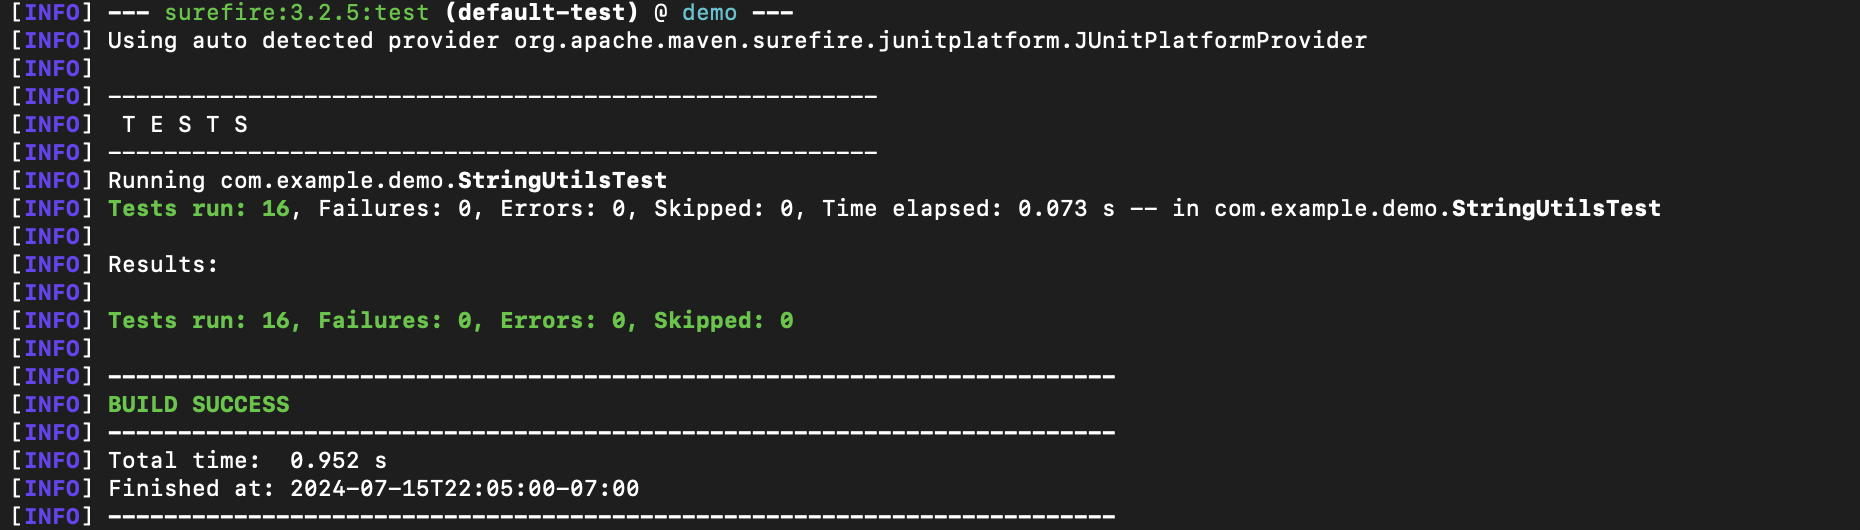 [INFO] --- surefire:3.2.5:test (default-test) @ demo ---
[INFO] Using auto detected provider org.apache.maven.surefire.junitplatform.JUnitPlatformProvider
[INFO]
[INFO] -------------------------------------------------------
[INFO]  T E S T S
[INFO] -------------------------------------------------------
[INFO] Running com.example.demo.StringUtilsTest
[INFO] Tests run: 16, Failures: 0, Errors: 0, Skipped: 0, Time elapsed: 0.073 s -- in com.example.demo.StringUtilsTest
[INFO]
[INFO] Results:
[INFO]
[INFO] Tests run: 16, Failures: 0, Errors: 0, Skipped: 0
[INFO]
[INFO] ------------------------------------------------------------------------
[INFO] BUILD SUCCESS
[INFO] ------------------------------------------------------------------------
[INFO] Total time:  0.952 s
[INFO] Finished at: 2024-07-15T22:05:00-07:00
[INFO] ------------------------------------------------------------------------